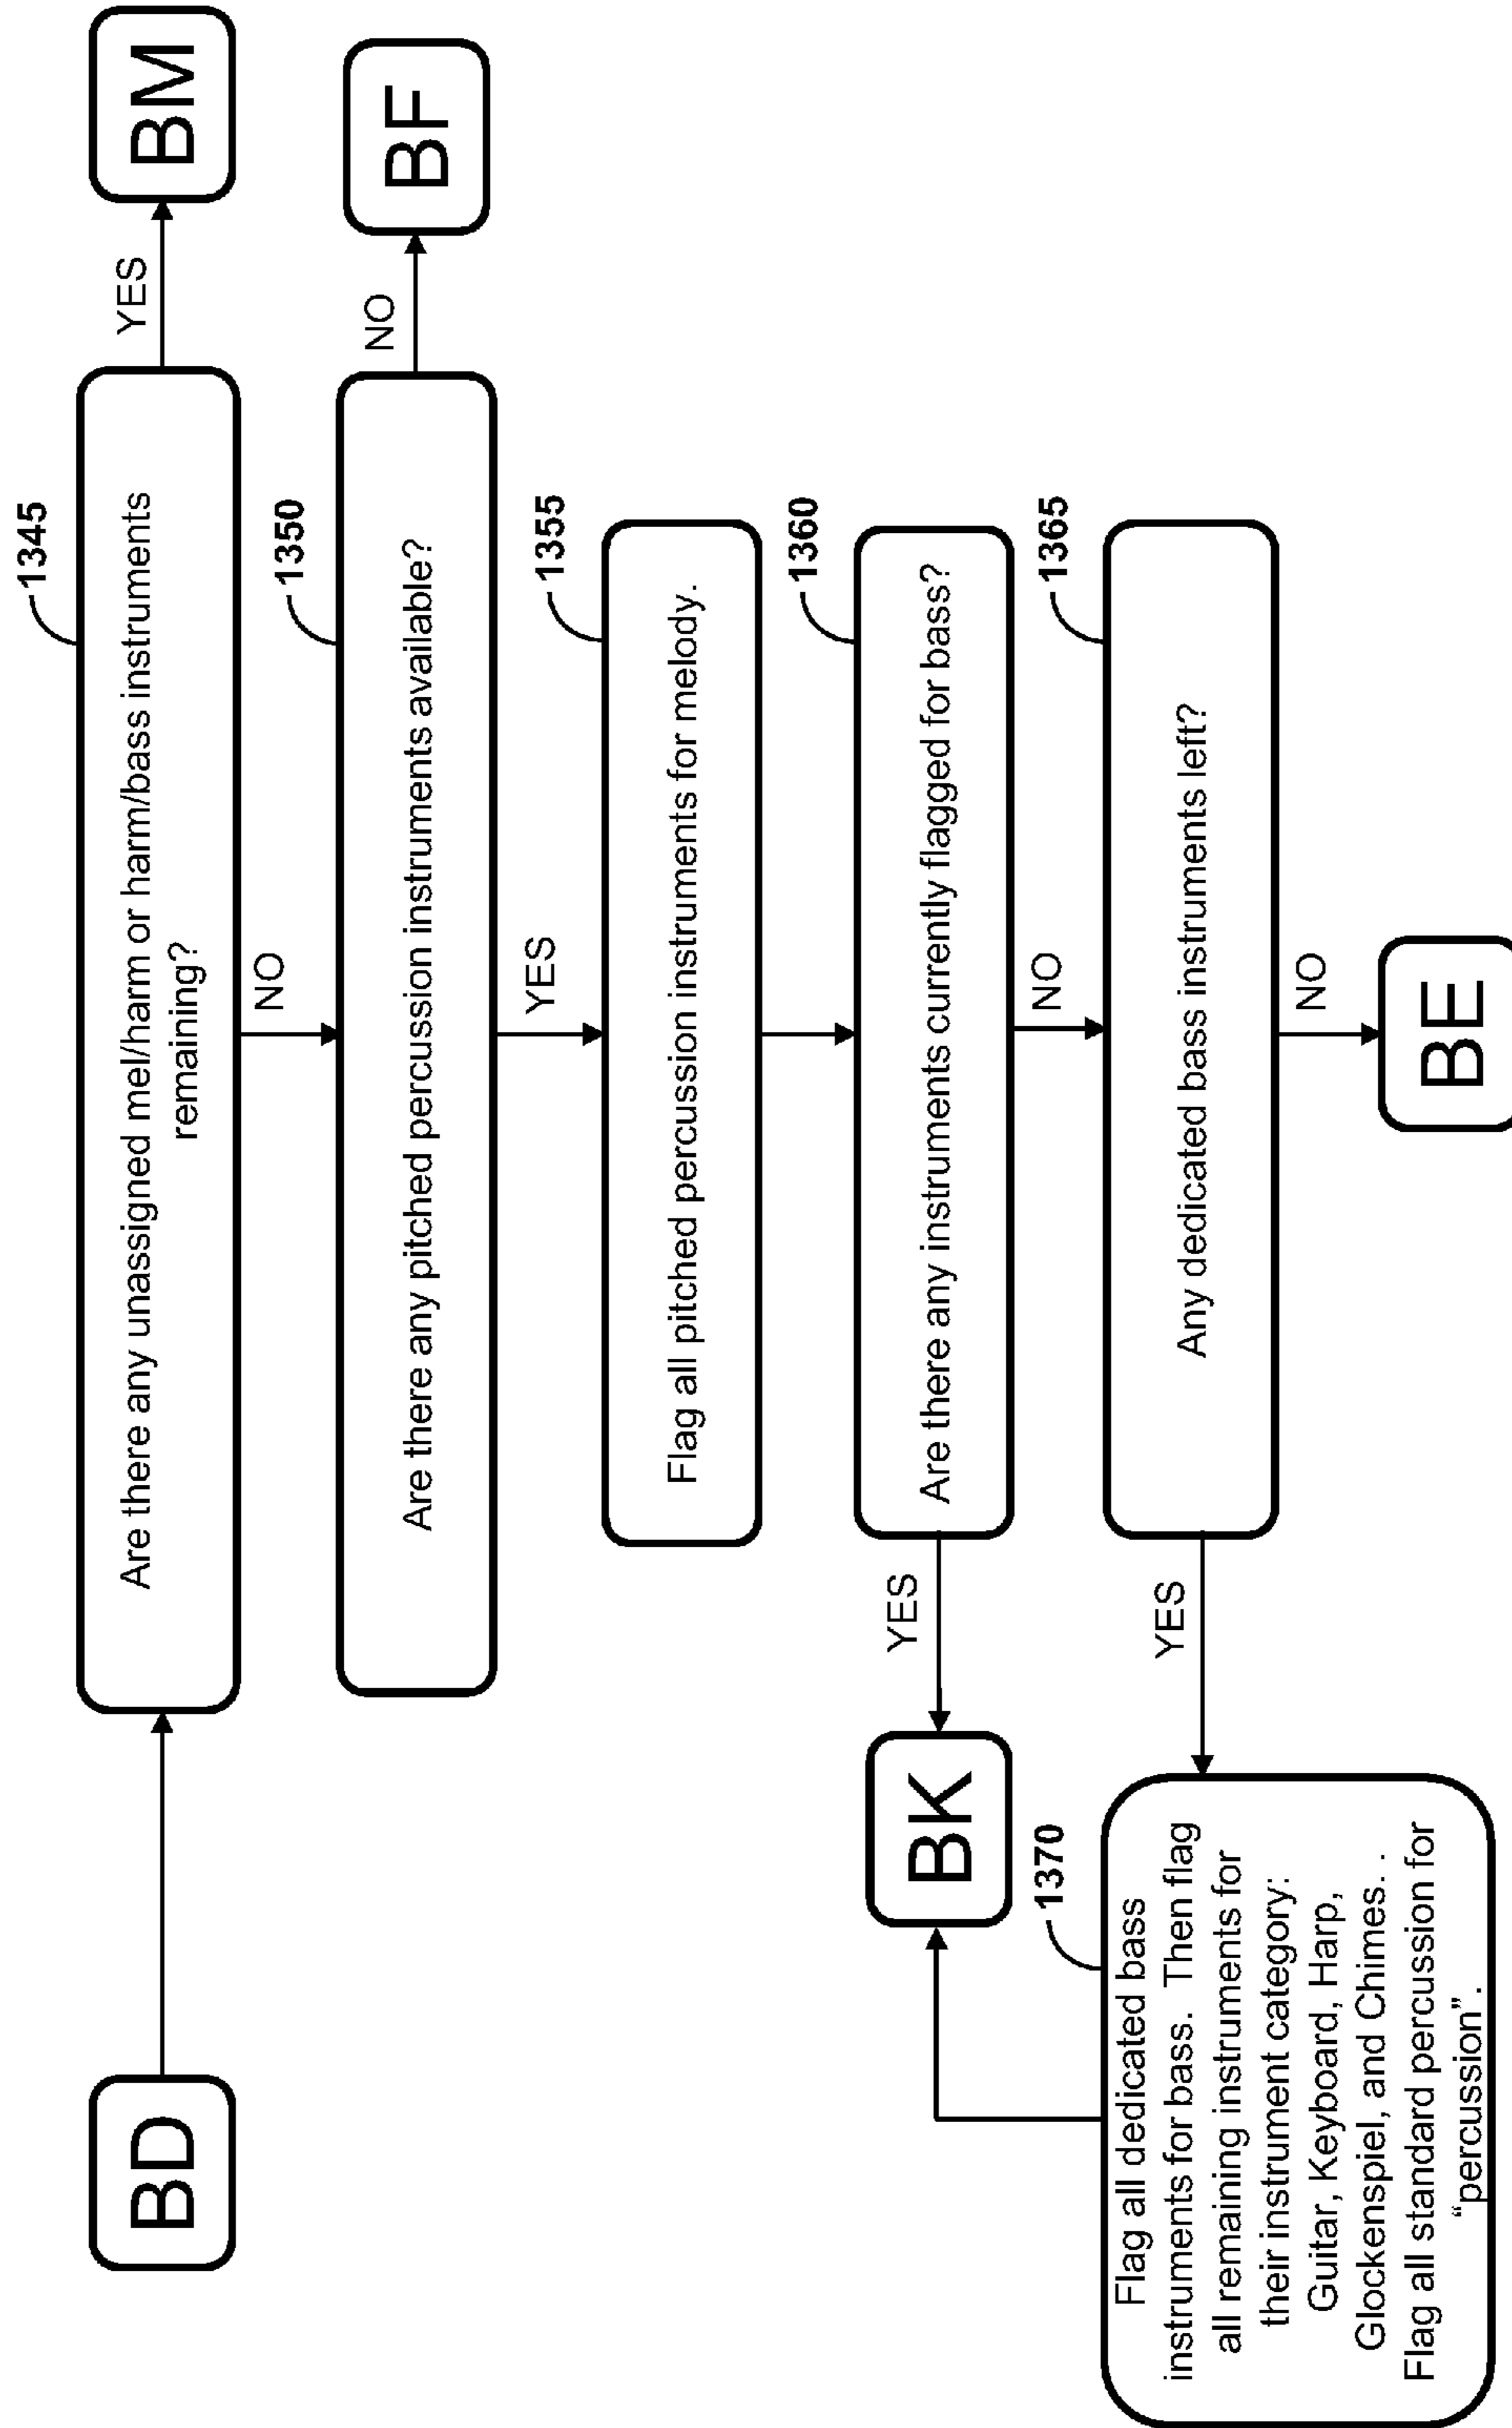 BD
1345
Are there any unassigned mel/harm or harm/bass instruments
remaining?
YES
BM
NO
1350
Are there any pitched percussion instruments available?
NO
BF
YES
1355
Flag all pitched percussion instruments for melody.
1360
Are there any instruments currently flagged for bass?
YES
BK
NO
1365
Any dedicated bass instruments left?
YES
NO
BE
1370
Flag all dedicated bass
instruments for bass. Then flag
all remaining instruments for
their instrument category:
Guitar, Keyboard, Harp,
Glockenspiel, and Chimes. .
Flag all standard percussion for
“percussion”.